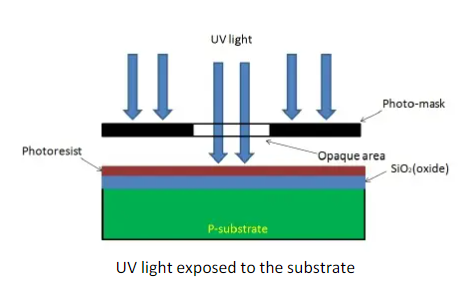 UV light
Photo-mask
Photoresist
Opaque area
SiO₂(oxide)
P-substrate
UV light exposed to the substrate